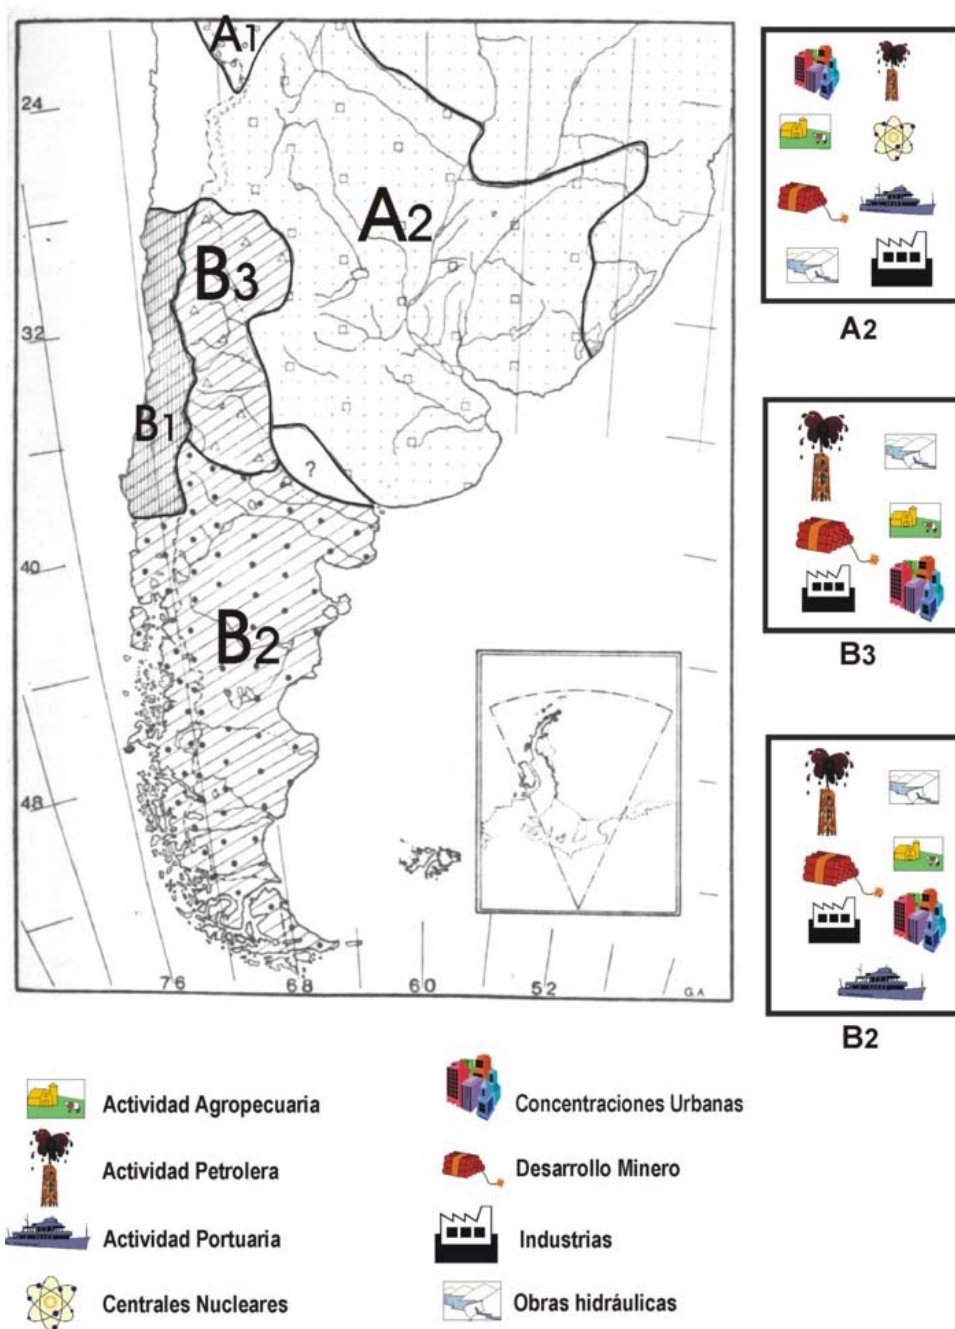 A1
24
A2
B3
A2
32
B1
?
B3
40
B2
48
76
68
60
52
G.A
B2
Actividad Agropecuaria
Concentraciones Urbanas
Actividad Petrolera
Desarrollo Minero
Actividad Portuaria
Industrias
Centrales Nucleares
Obras hidráulicas